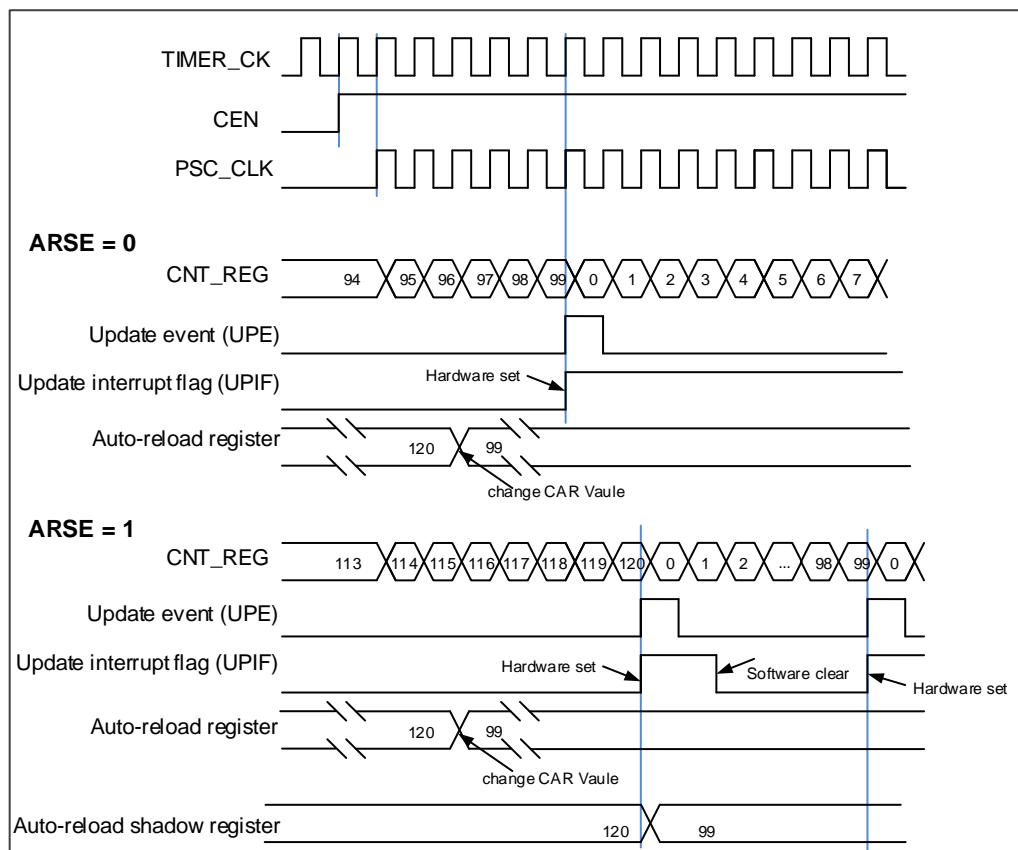 TIMER_CK
CEN
PSC_CLK
ARSE = 0
CNT_REG 94 95 96 97 98 99 0 1 2 3 4 5 6 7
Update event (UPE)
Update interrupt flag (UPIF) Hardware set
Auto-reload register 120 99
change CAR Vaule
ARSE = 1
CNT_REG 113 114 115 116 117 118 119 120 0 1 2 ... 98 99 0
Update event (UPE)
Update interrupt flag (UPIF) Hardware set Software clear Hardware set
Auto-reload register 120 99
change CAR Vaule
Auto-reload shadow register 120 99